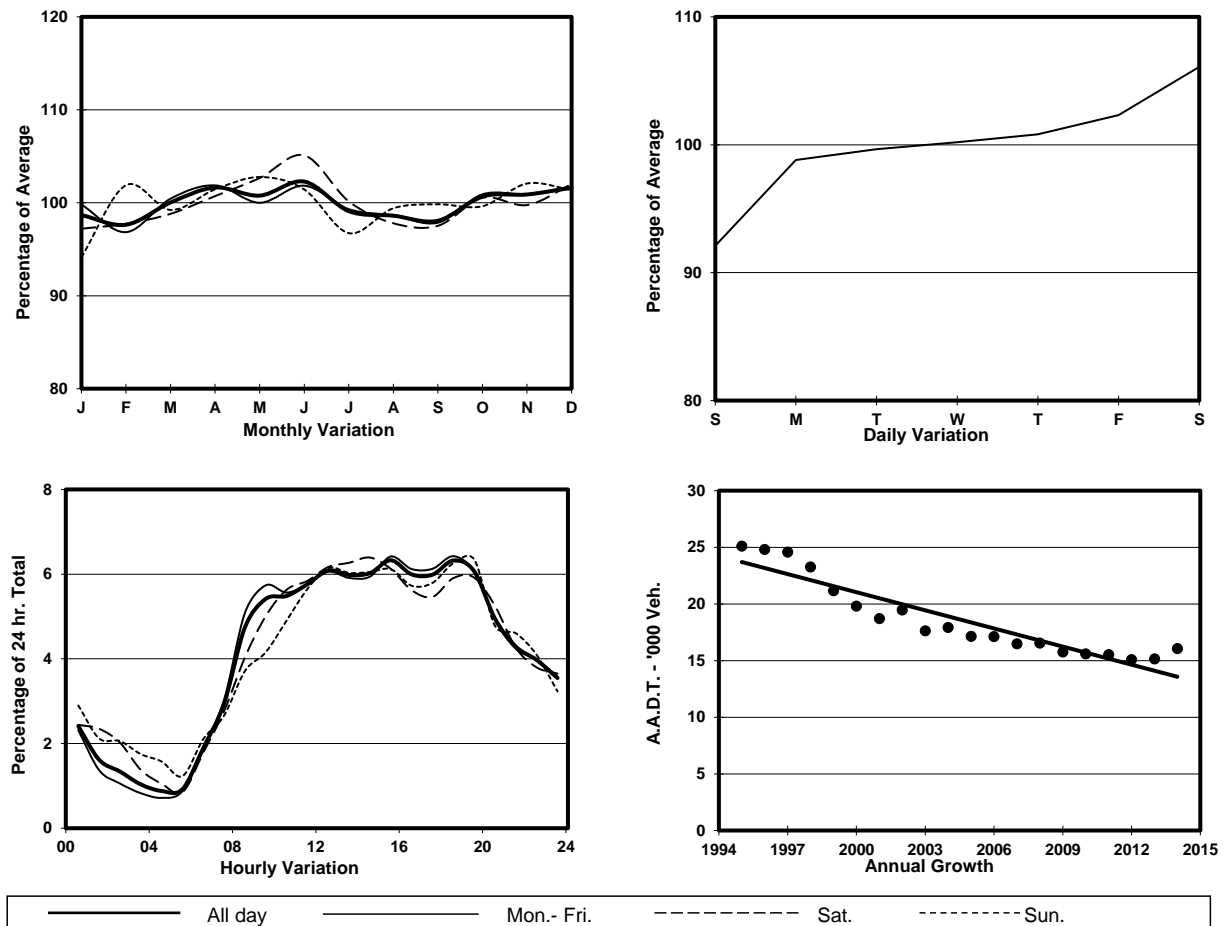 120
110
100
90
80
Percentage of Average
J F M A M J J A S O N D
Monthly Variation
110
100
90
80
Percentage of Average
S M T W T F S
Daily Variation
8
6
4
2
0
Percentage of 24 hr. Total
00 04 08 12 16 20 24
Hourly Variation
30
25
20
15
10
5
0
A.A.D.T. - '000 Veh.
1994 1997 2000 2003 2006 2009 2012 2015
Annual Growth
All day Mon.- Fri. Sat. Sun.